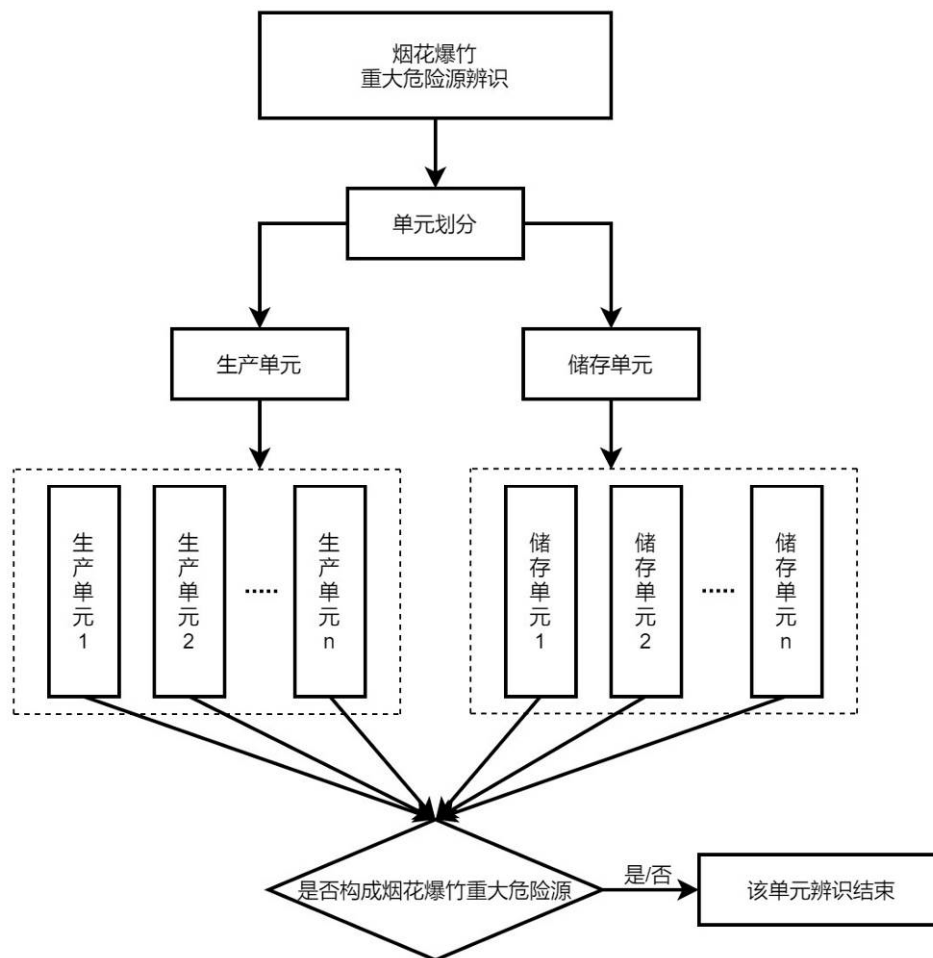 烟花爆竹
重大危险源辨识
单元划分
生产单元
储存单元
生产单元1
生产单元2
……
生产单元n
储存单元1
储存单元2
……
储存单元n
是否构成烟花爆竹重大危险源
是/否
该单元辨识结束